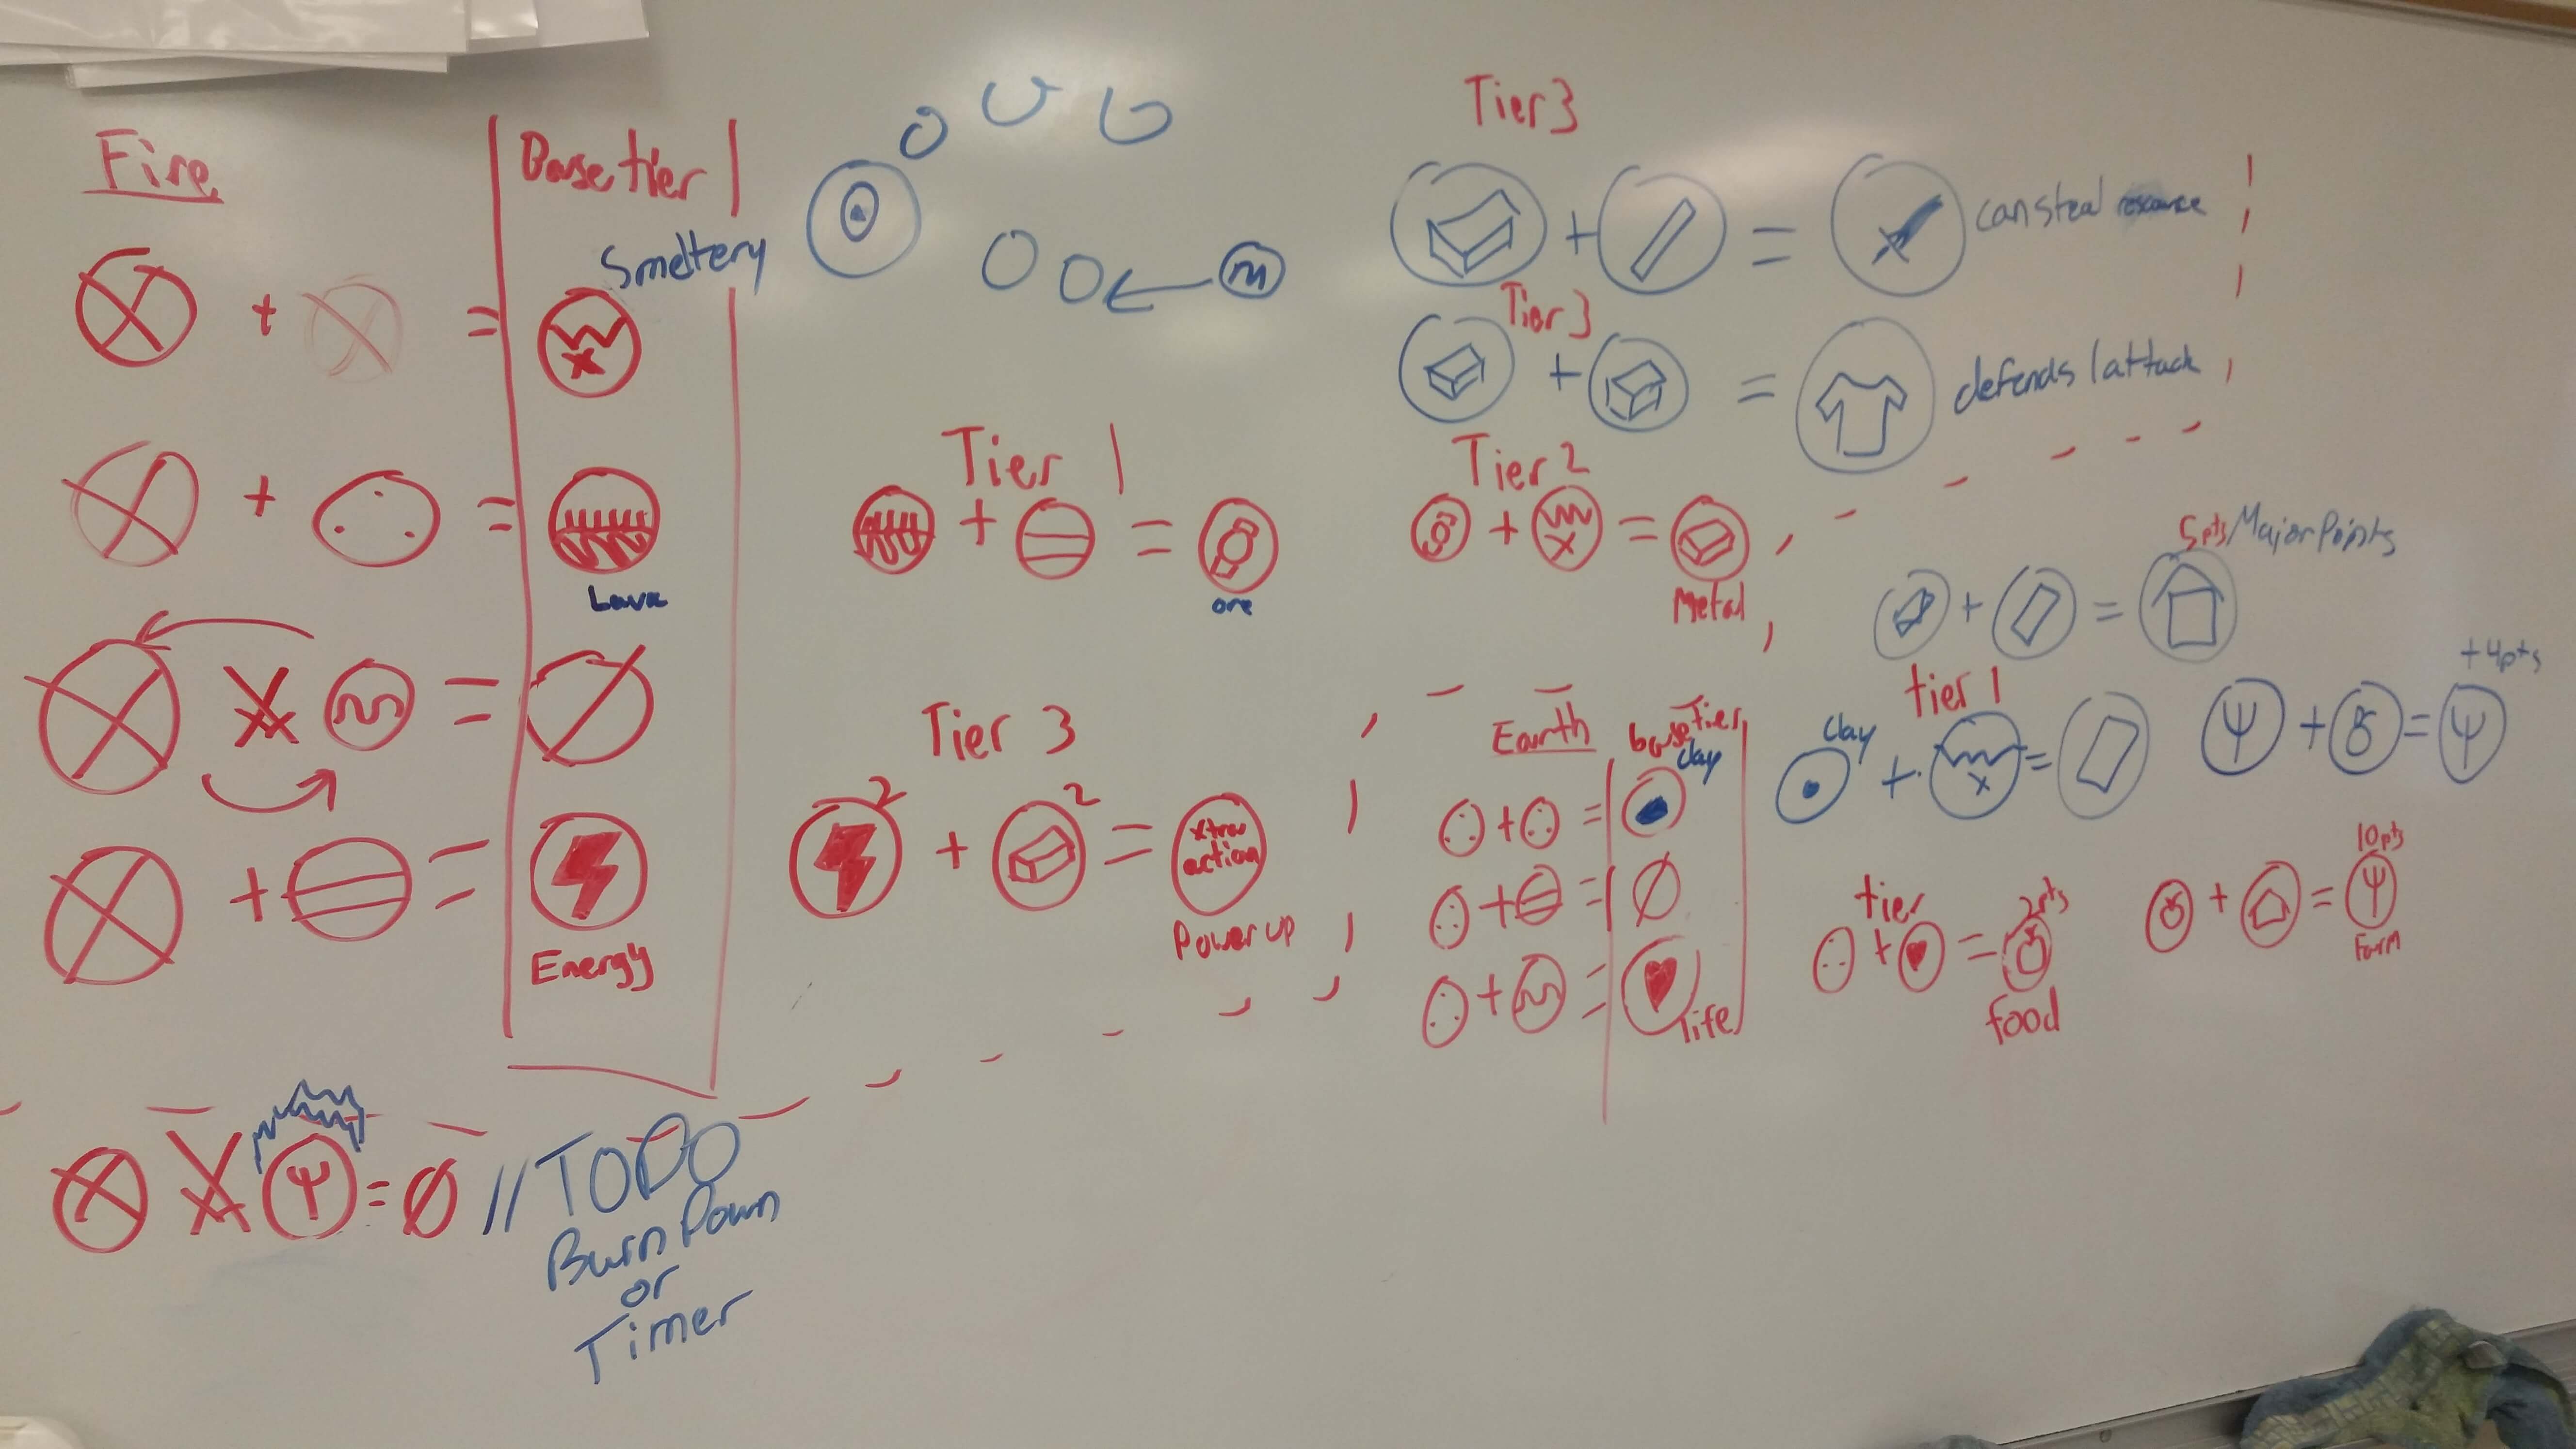 Fire
Base tier 1
Smeltery
m
Tier 3
+ =
can steal resource
+ =
Tier 3
+ =
defends 1 attack
+ =
Lava
Tier 1
+ =
ore
Tier 2
+ =
Metal
5pts/Major Points
+ =
=
+ =
Energy
Tier 3
2 + 2 =
xtra
action
Power up
Earth
base Tier
clay
+ =
+ = Ø
+ =
life
tier 1
clay
+ =
+4pts
+ =
tier
2pts
+ =
food
10pts
+ =
Farm
X = Ø // TODO
Burn Down
or
Timer